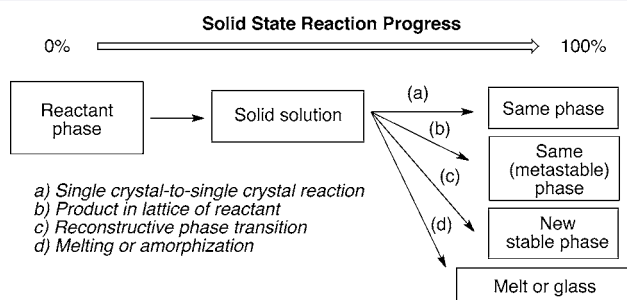 Solid State Reaction Progress
0%
100%
Reactant
phase
Solid solution
(a)
(b)
(c)
(d)
Same phase
Same
(metastable)
phase
New
stable phase
Melt or glass
a) Single crystal-to-single crystal reaction
b) Product in lattice of reactant
c) Reconstructive phase transition
d) Melting or amorphization